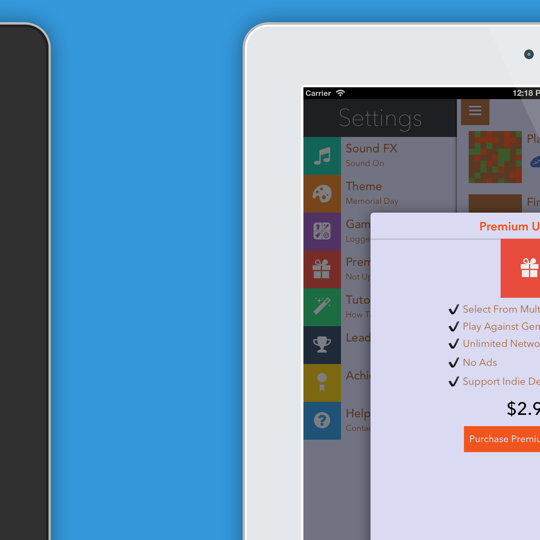 Carrier 12:18 P
Settings
Sound FX
Sound On
Theme
Memorial Day
Gam
Logge
Prem
Not Up
Tuto
How T
Lead
Achi
Help
Conta
Pla
Fir
Premium U
Select From Mult
Play Against Gen
Unlimited Netwo
No Ads
Support Indie De
$2.9
Purchase Premiu